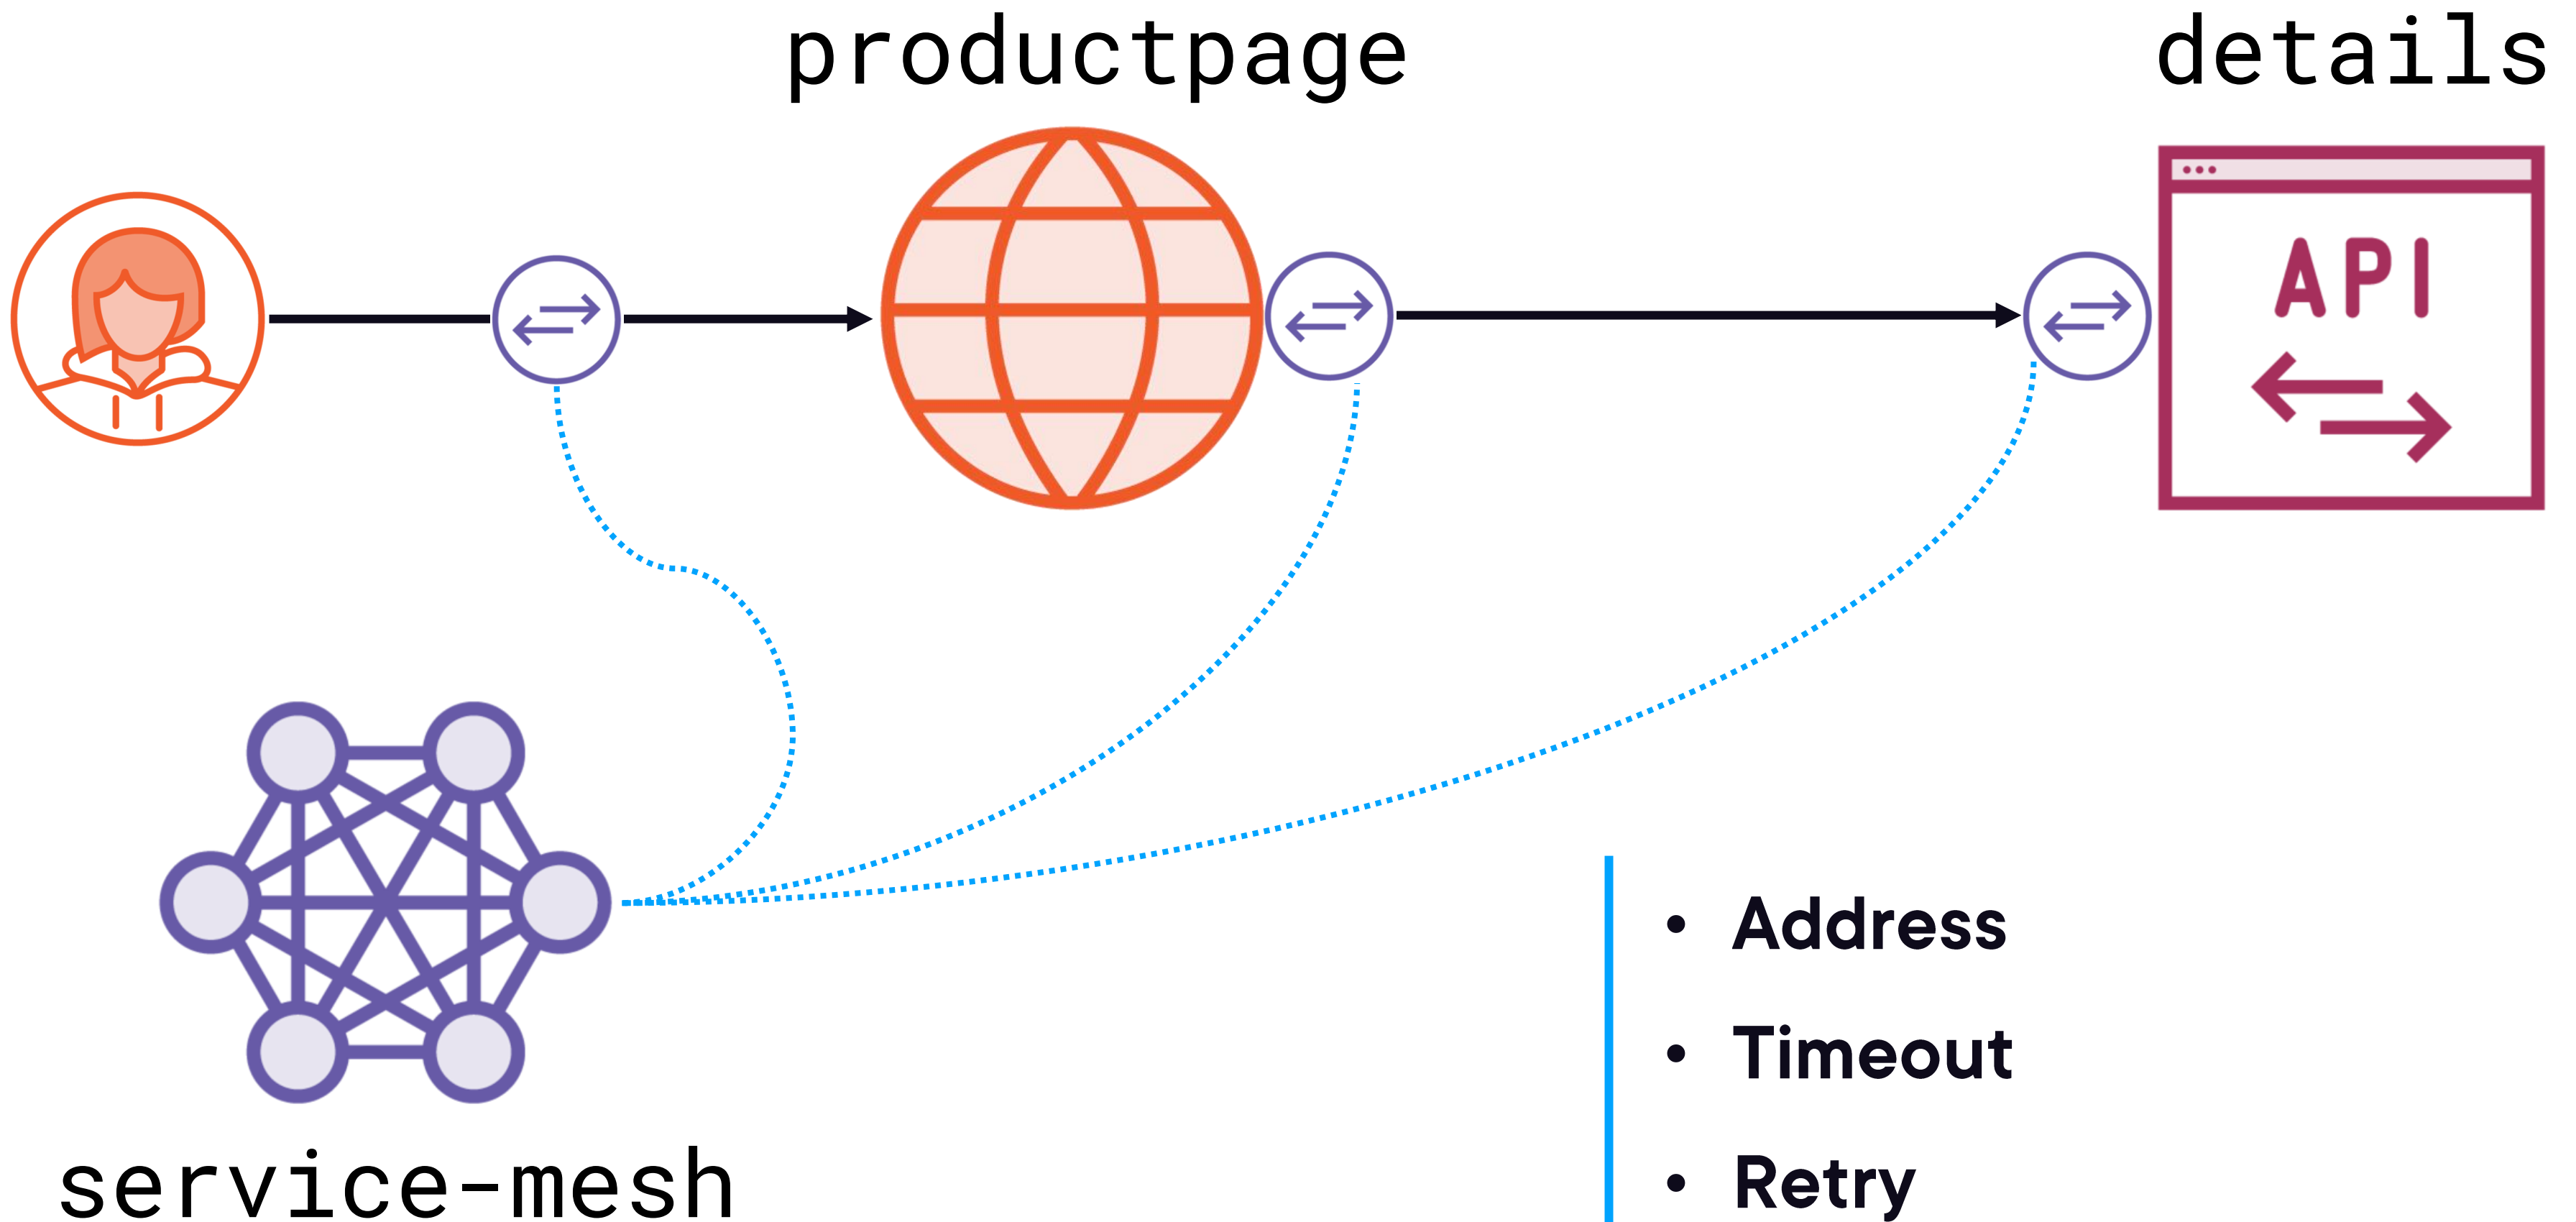 productpage
details
API
service-mesh
• Address
• Timeout
• Retry